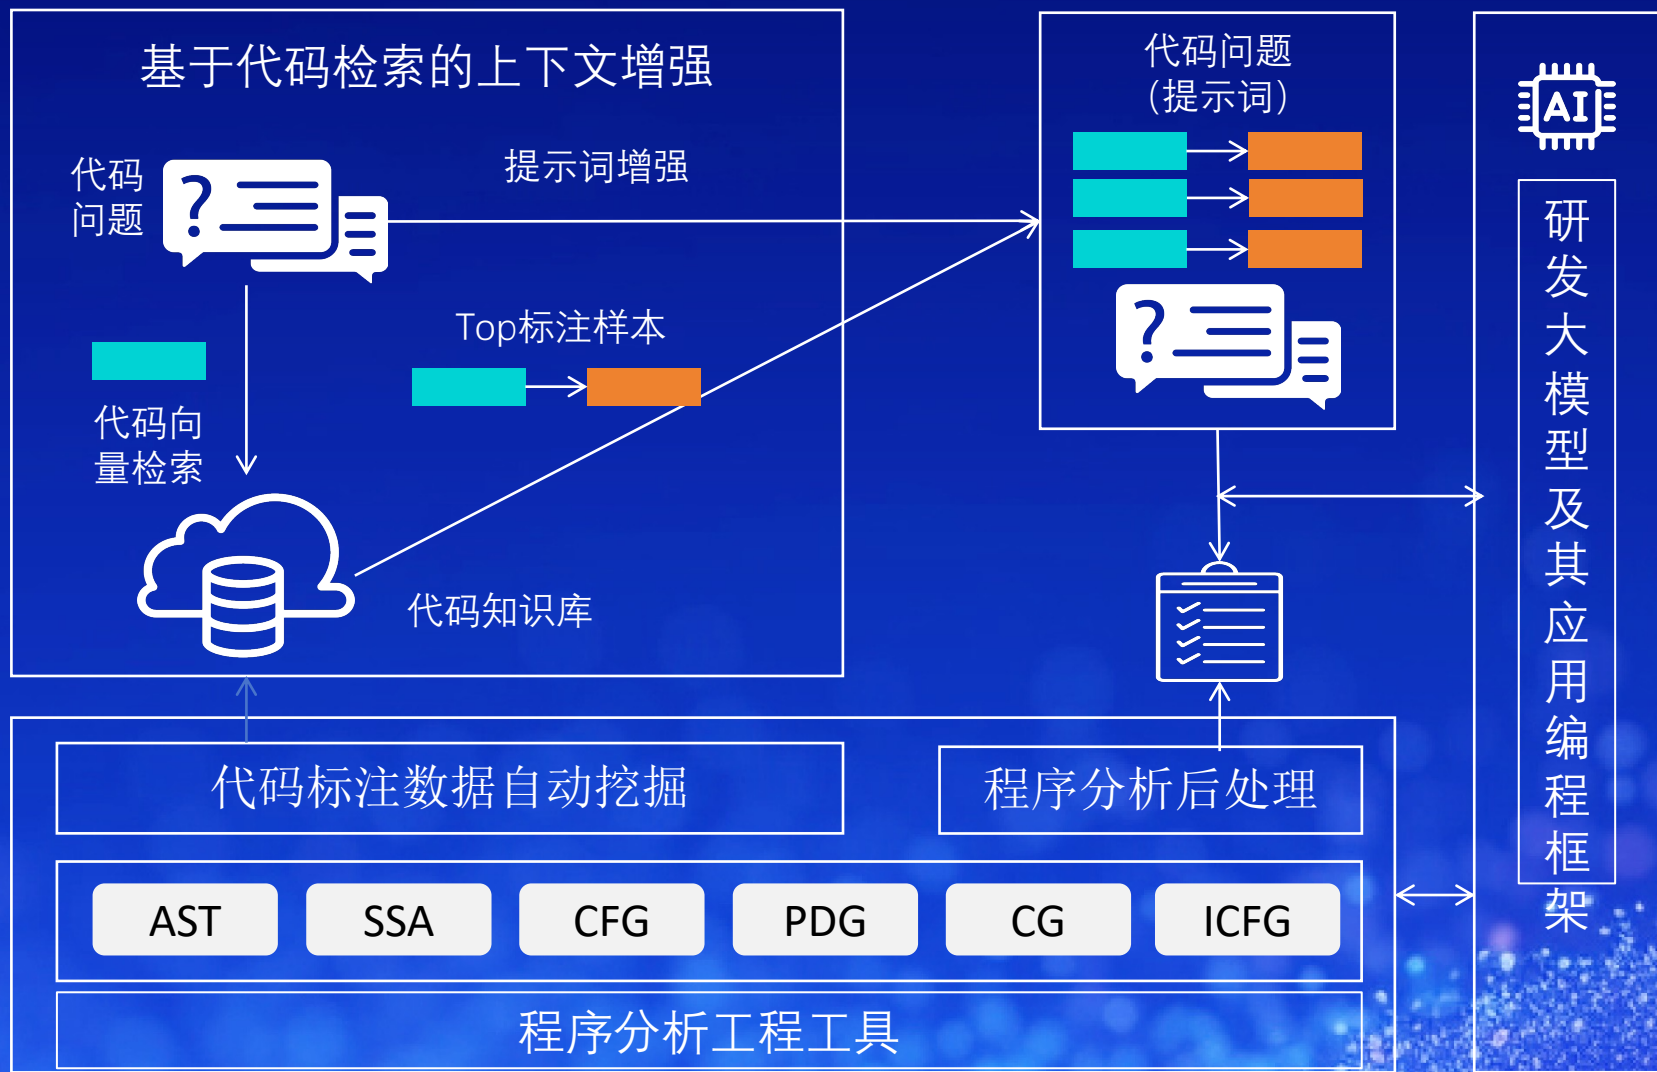 基于代码检索的上下文增强
代码
问题
?
提示词增强
Top标注样本
代码向
量检索
代码知识库
代码问题
(提示词)
?
AI
研发大模型及其应用编程框架
代码标注数据自动挖掘
程序分析后处理
AST
SSA
CFG
PDG
CG
ICFG
程序分析工程工具